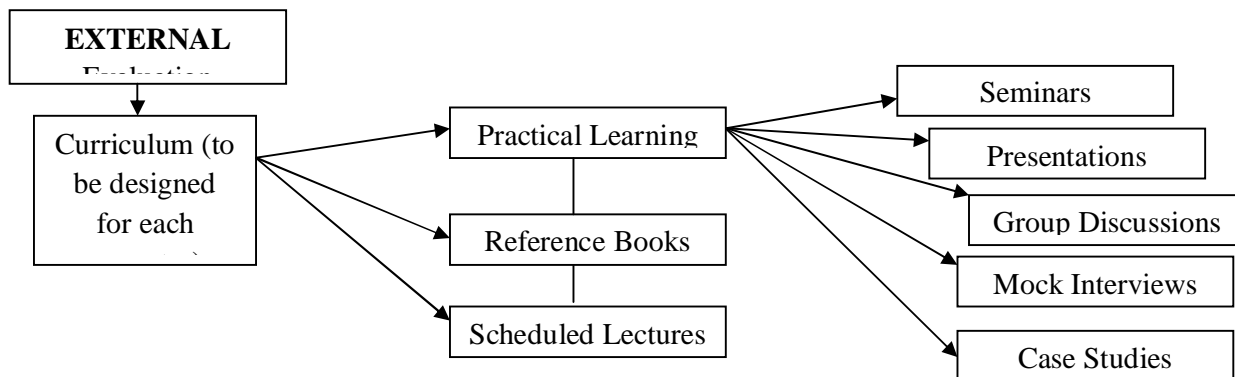 EXTERNAL
Evaluation
Curriculum (to
be designed
for each
Practical Learning
Reference Books
Scheduled Lectures
Seminars
Presentations
Group Discussions
Mock Interviews
Case Studies